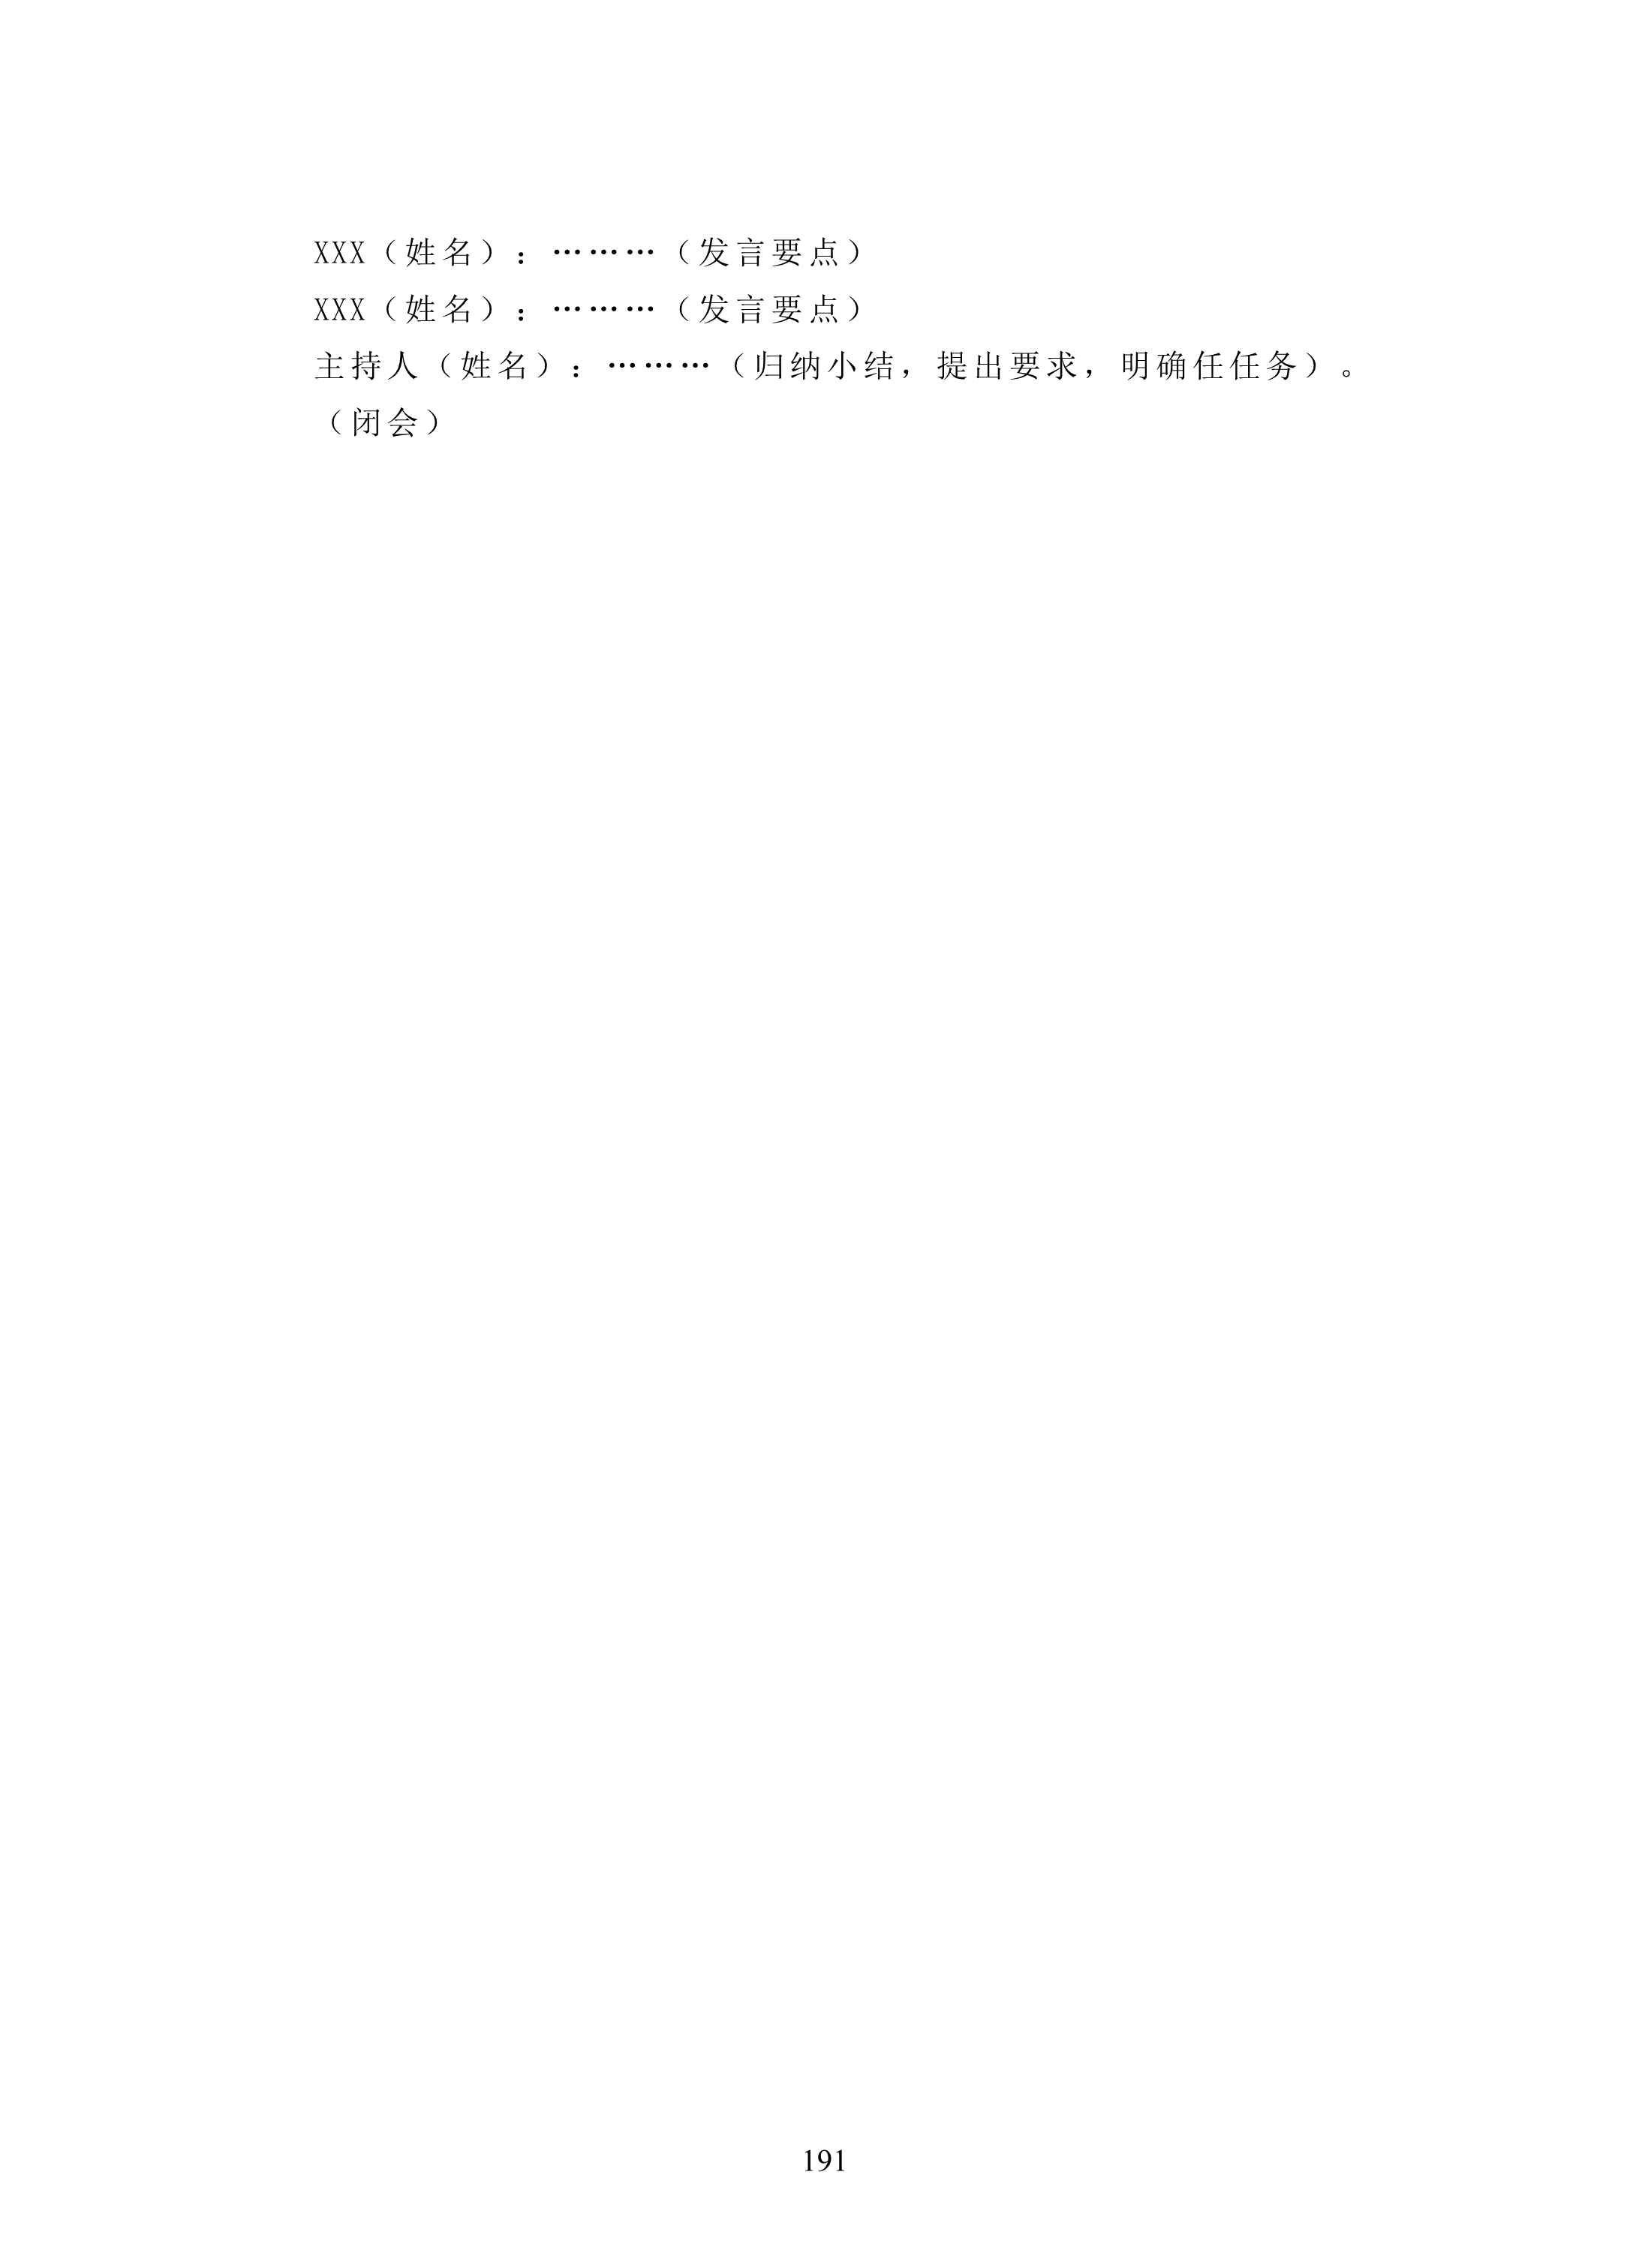 XXX（姓名）：………（发言要点）
XXX（姓名）：………（发言要点）
主持人（姓名）：………（归纳小结，提出要求，明确任任务）。
（闭会）
191